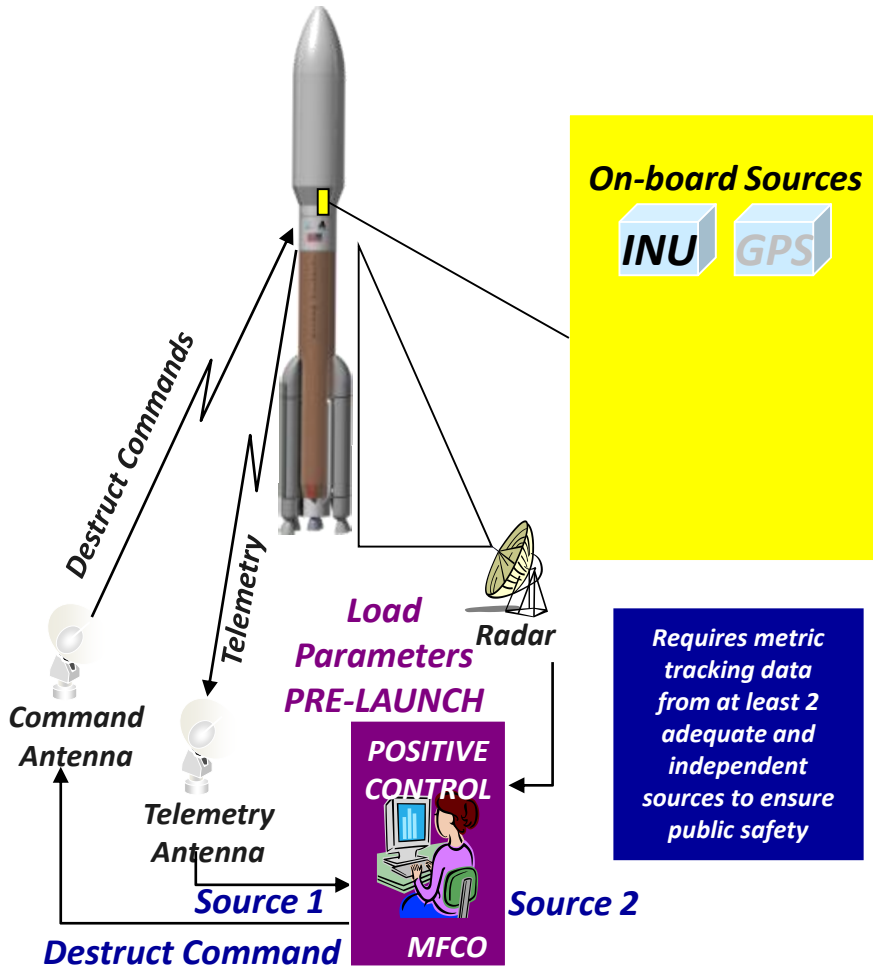 On-board Sources
INU
GPS
Destruct Commands
Telemetry
Load
Parameters
PRE-LAUNCH
Radar
Command
Antenna
Telemetry
Antenna
POSITIVE
CONTROL
MFCO
Source 1
Source 2
Destruct Command
Requires metric
tracking data
from at least 2
adequate and
independent
sources to ensure
public safety